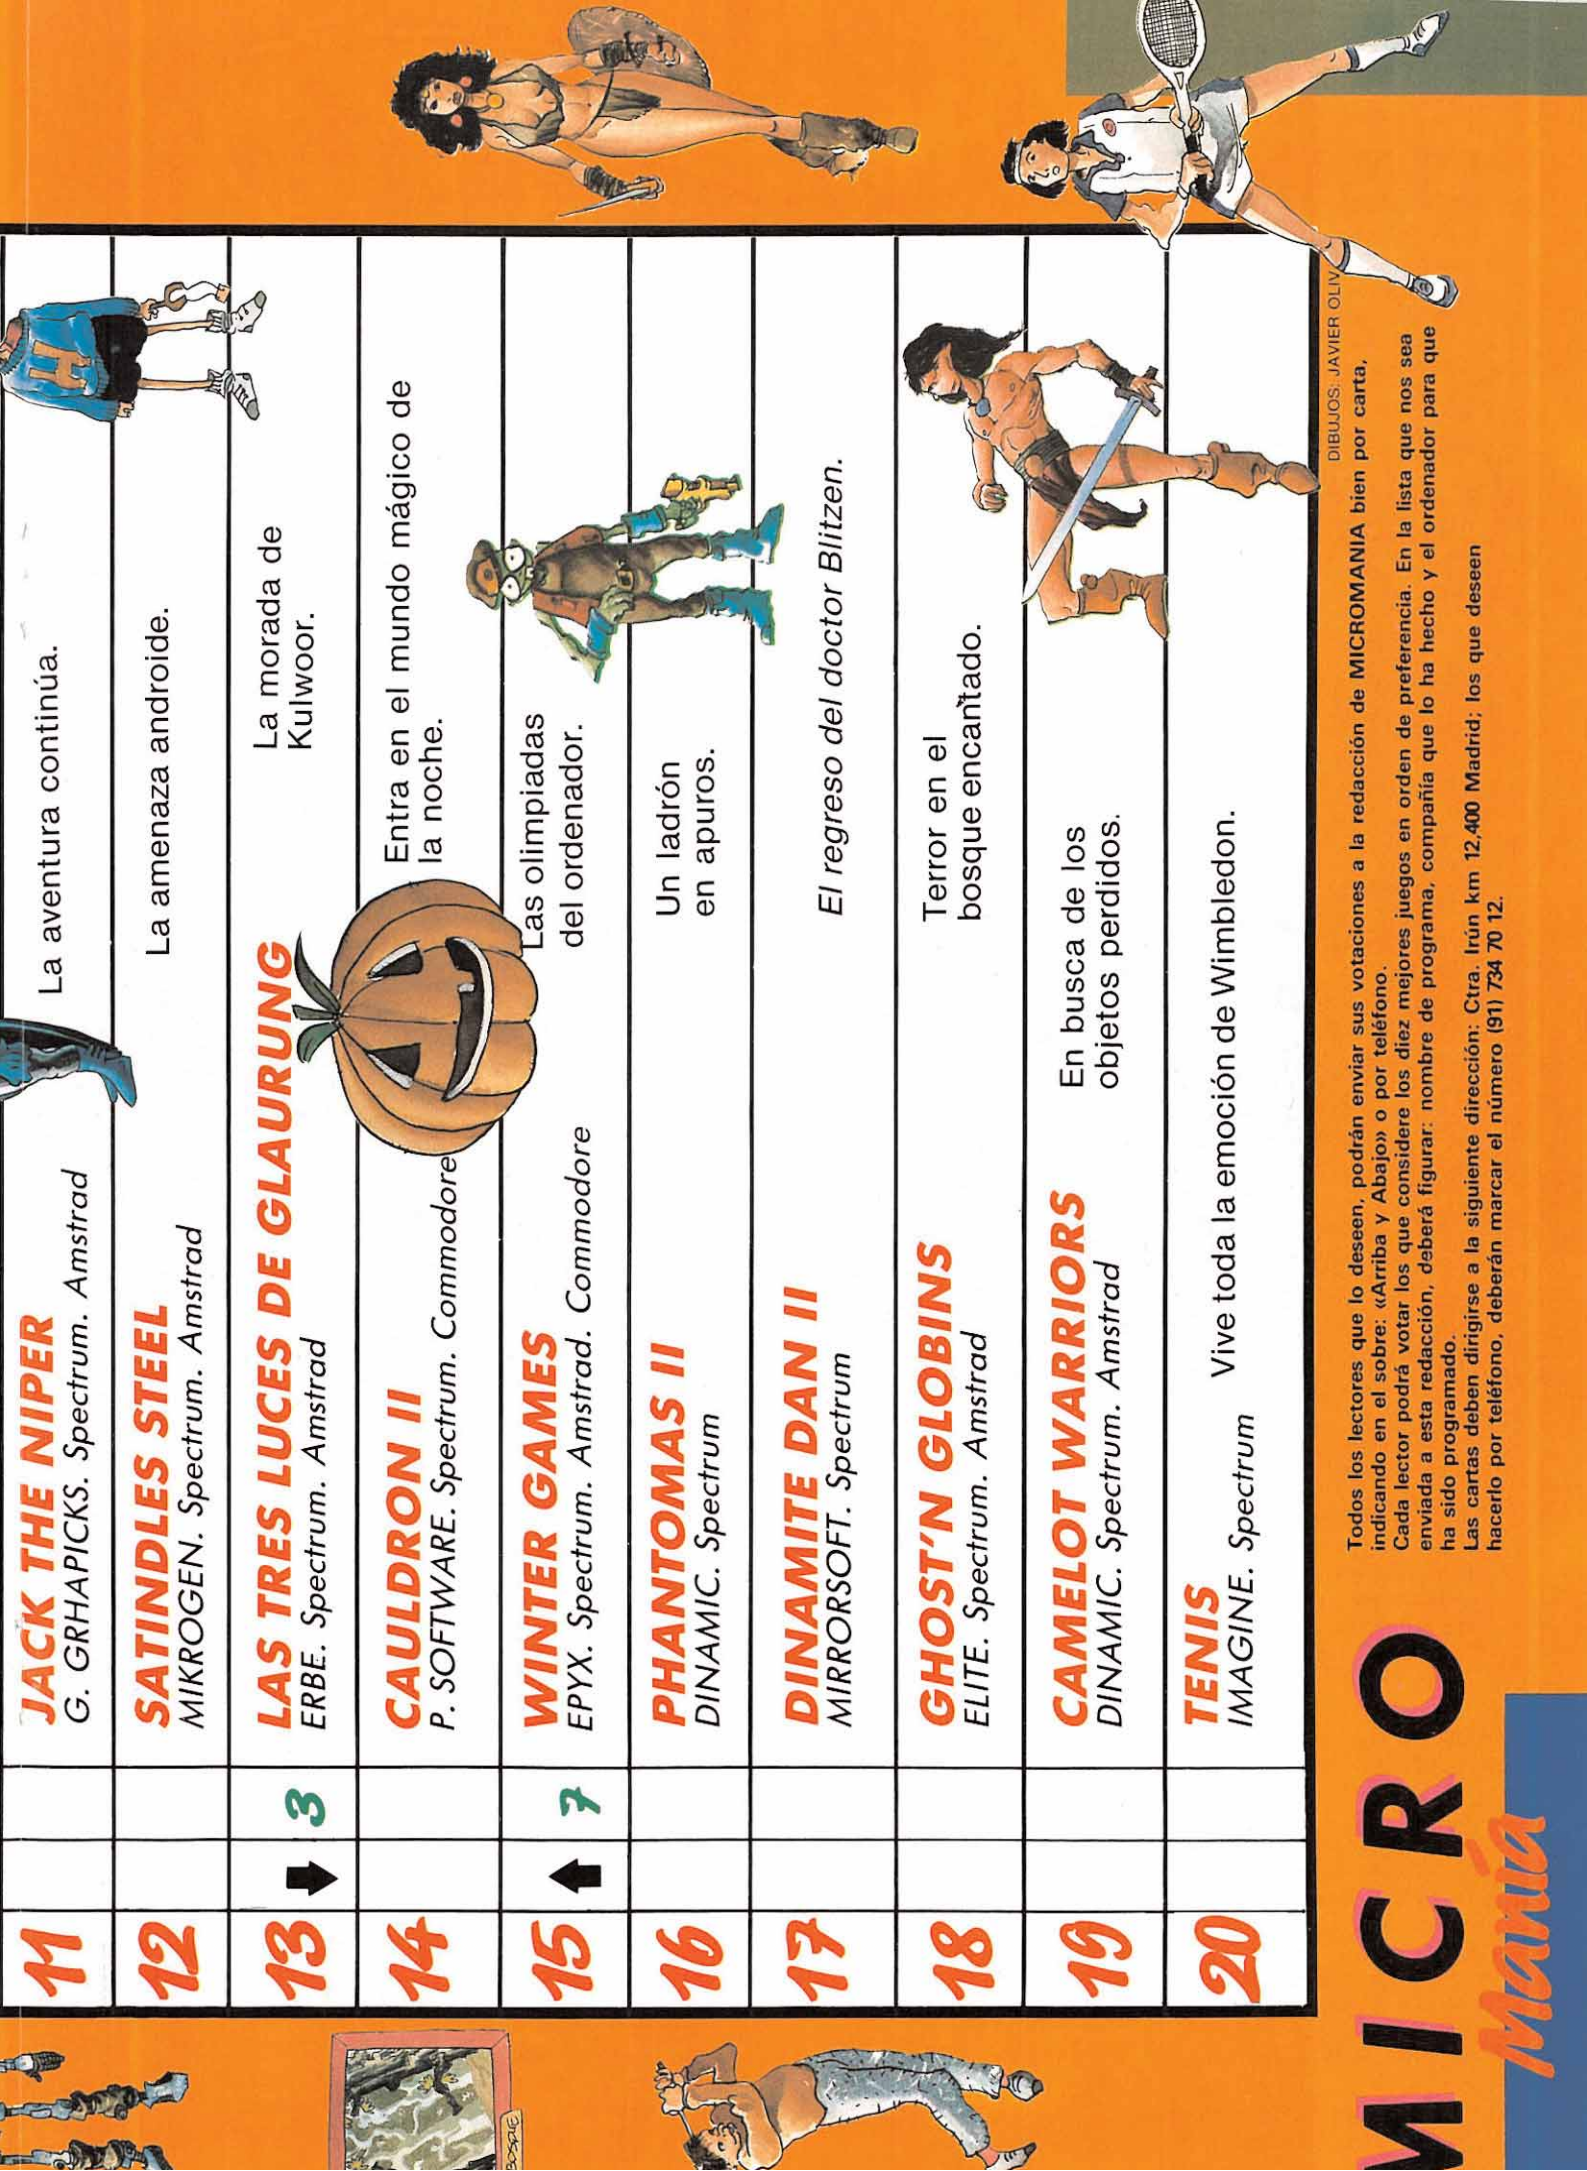 11
JACK THE NIPER
G. GRHAPICKS. Spectrum. Amstrad
La aventura continúa.
12
SATINDLES STEEL
MIKROGEN. Spectrum. Amstrad
La amenaza androide.
13
3
LAS TRES LUCES DE GLAURUNG
ERBE. Spectrum. Amstrad
La morada de
Kulwoor.
14
CAULDRON II
P. SOFTWARE. Spectrum. Commodore
Entra en el mundo mágico de
la noche.
15
7
WINTER GAMES
EPYX. Spectrum. Amstrad. Commodore
Las olimpiadas
del ordenador.
16
PHANTOMAS II
DINAMIC. Spectrum
Un ladrón
en apuros.
17
DINAMITE DAN II
MIRRORSOFT. Spectrum
El regreso del doctor Blitzen.
18
GHOST'N GLOBINS
ELITE. Spectrum. Amstrad
Terror en el
bosque encantado.
19
CAMELOT WARRIORS
DINAMIC. Spectrum. Amstrad
En busca de los
objetos perdidos.
20
TENIS
IMAGINE. Spectrum
Vive toda la emoción de Wimbledon.
H
BOSQUE
DIBUJOS: JAVIER OLIV
Todos los lectores que lo deseen, podrán enviar sus votaciones a la redacción de MICROMANIA bien por carta,
indicando en el sobre: «Arriba y Abajo» o por teléfono.
Cada lector podrá votar los que considere los diez mejores juegos en orden de preferencia. En la lista que nos sea
enviada a esta redacción, deberá figurar: nombre de programa, compañía que lo ha hecho y el ordenador para que
ha sido programado.
Las cartas deben dirigirse a la siguiente dirección: Ctra. Irún km 12,400 Madrid; los que deseen
hacerlo por teléfono, deberán marcar el número (91) 734 70 12.
MICRO
Manía